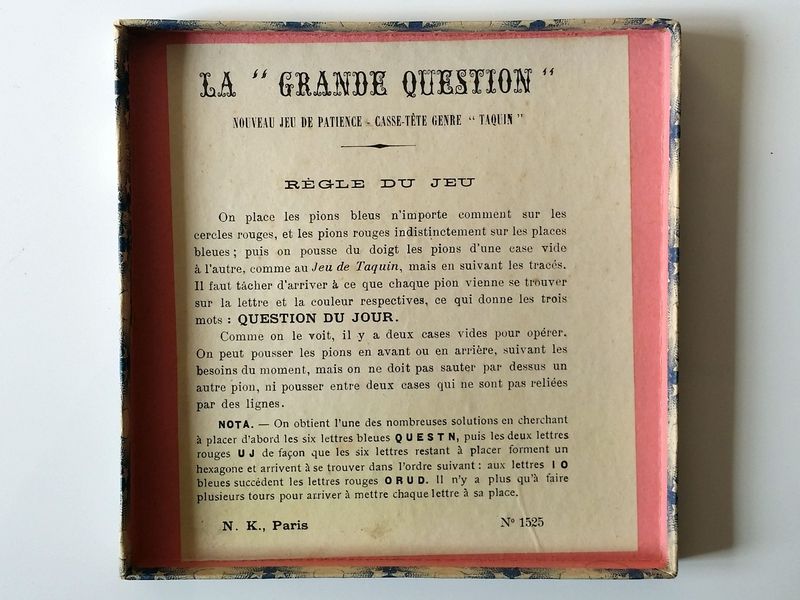 LA “ GRANDE QUESTION “
NOUVEAU JEU DE PATIENCE - CASSE-TÊTE GENRE “ TAQUIN ”
RÈGLE DU JEU
On place les pions bleus n'importe comment sur les
cercles rouges, et les pions rouges indistinctement sur les places
bleues ; puis on pousse du doigt les pions d'une case vide
à l'autre, comme au Jeu de Taquin, mais en suivant les tracés.
Il faut tâcher d'arriver à ce que chaque pion vienne se trouver
sur la lettre et la couleur respectives, ce qui donne les trois
mots : QUESTION DU JOUR.
Comme on le voit, il y a deux cases vides pour opérer.
On peut pousser les pions en avant ou en arrière, suivant les
besoins du moment, mais on ne doit pas sauter par dessus un
autre pion, ni pousser entre deux cases qui ne sont pas reliées
par des lignes.
NOTA. — On obtient l'une des nombreuses solutions en cherchant
à placer d'abord les six lettres bleues QUESTN, puis les deux lettres
rouges UJ de façon que les six lettres restant à placer forment un
hexagone et arrivent à se trouver dans l'ordre suivant : aux lettres IO
bleues succèdent les lettres rouges ORUD. Il n'y a plus qu'à faire
plusieurs tours pour arriver à mettre chaque lettre à sa place.
N. K., Paris
Nº 1525